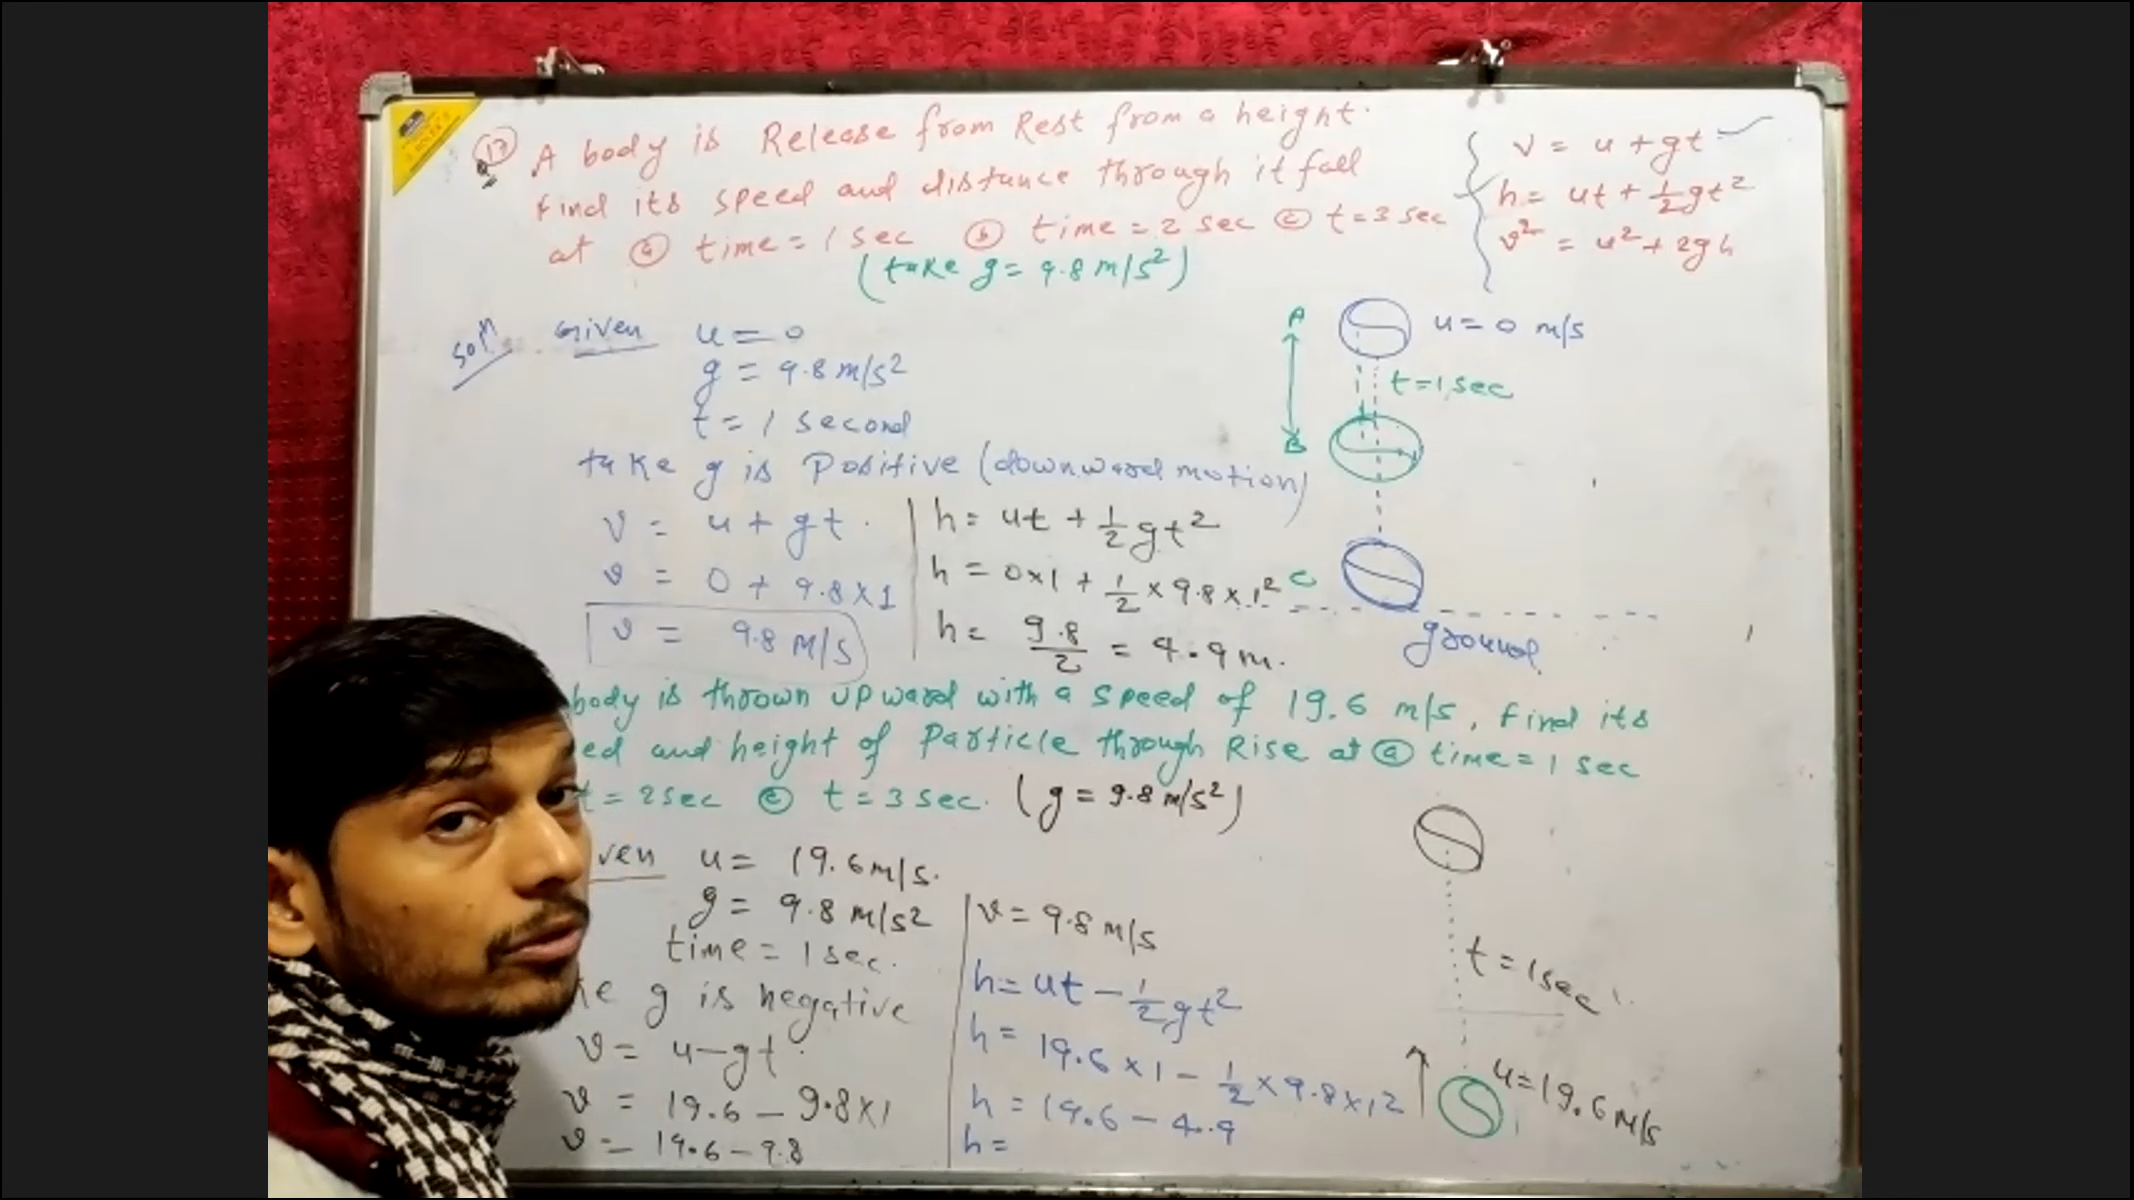 (17) A body is Release from Rest from a height.
Find its speed and distance through it fall
at (a) time = 1 sec (b) time = 2 sec (c) t = 3 sec
(take g = 9.8 m/s²)
v = u + gt
h = ut + 1/2 gt²
v² = u² + 2gh
solⁿ Given u = 0
g = 9.8 m/s²
t = 1 second
take g is Positive (downward motion)
v = u + gt.
v = 0 + 9.8 × 1
v = 9.8 m/s
h = ut + 1/2 gt²
h = 0×1 + 1/2 × 9.8 × 1²
h = 9.8/2 = 4.9 m.
A
u = 0 m/s
t = 1 sec
B
C
ground
body is thrown upward with a speed of 19.6 m/s, find its
ed and height of Particle through Rise at (a) time = 1 sec
t = 2 sec (c) t = 3 sec. (g = 9.8 m/s²)
ven u = 19.6 m/s.
g = 9.8 m/s²
time = 1 sec.
ke g is negative
v = u - gt.
v = 19.6 - 9.8×1
v = 19.6 - 9.8
v = 9.8 m/s
h = ut - 1/2 gt²
h = 19.6 × 1 - 1/2 × 9.8 × 1²
h = 19.6 - 4.9
h =
t = 1 sec
u = 19.6 m/s